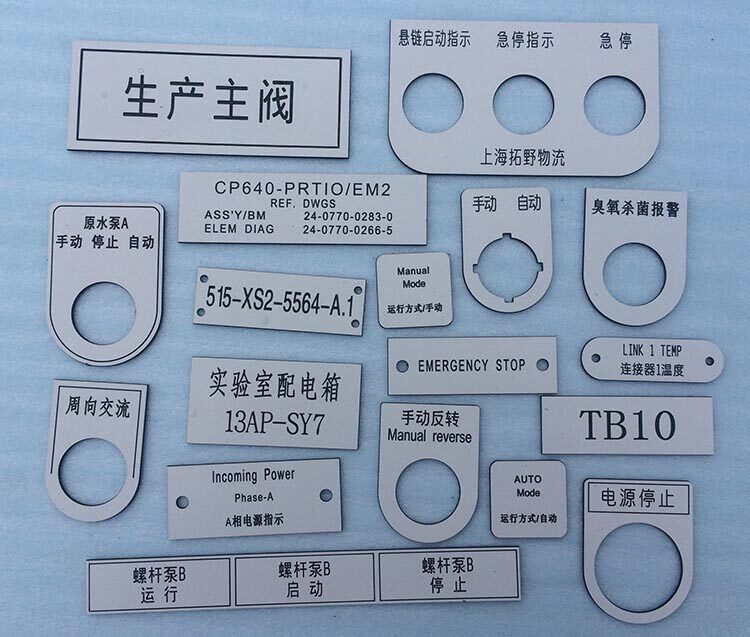 生产主阀
悬链启动指示 急停指示 急停
上海拓野物流
CP640-PRTIO/EM2
REF. DWGS
ASS'Y/BM 24-0770-0283-0
ELEM DIAG 24-0770-0266-5
手动 自动
臭氧杀菌报警
原水泵A
手动 停止 自动
515-XS2-5564-A.1
Manual
Mode
运行方式/手动
EMERGENCY STOP
LINK 1 TEMP
连接器1温度
实验室配电箱
13AP-SY7
周向交流
手动反转
Manual reverse
TB10
Incoming Power
Phase-A
A相电源指示
AUTO
Mode
运行方式/自动
电源停止
螺杆泵B
运行
螺杆泵B
启动
螺杆泵B
停止